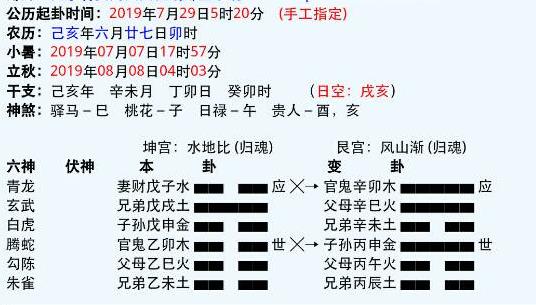 公历起卦时间：2019年7月29日5时20分 (手工指定)
农历：己亥年六月廿七日卯时
小暑：2019年07月07日17时57分
立秋：2019年08月08日04时03分
干支：己亥年 辛未月 丁卯日 癸卯时 （日空：戌亥）
神煞：驿马－巳 桃花－子 日禄－午 贵人－酉，亥
坤宫：水地比 (归魂) 艮宫：风山渐 (归魂)
六神 伏神 本 卦 变 卦
青龙 妻财戊子水 应 ╳→ 官鬼辛卯木 应
玄武 兄弟戊戌土 父母辛巳火
白虎 子孙戊申金 兄弟辛未土
腾蛇 官鬼乙卯木 世 ╳→ 子孙丙申金 世
勾陈 父母乙巳火 父母丙午火
朱雀 兄弟乙未土 兄弟丙辰土